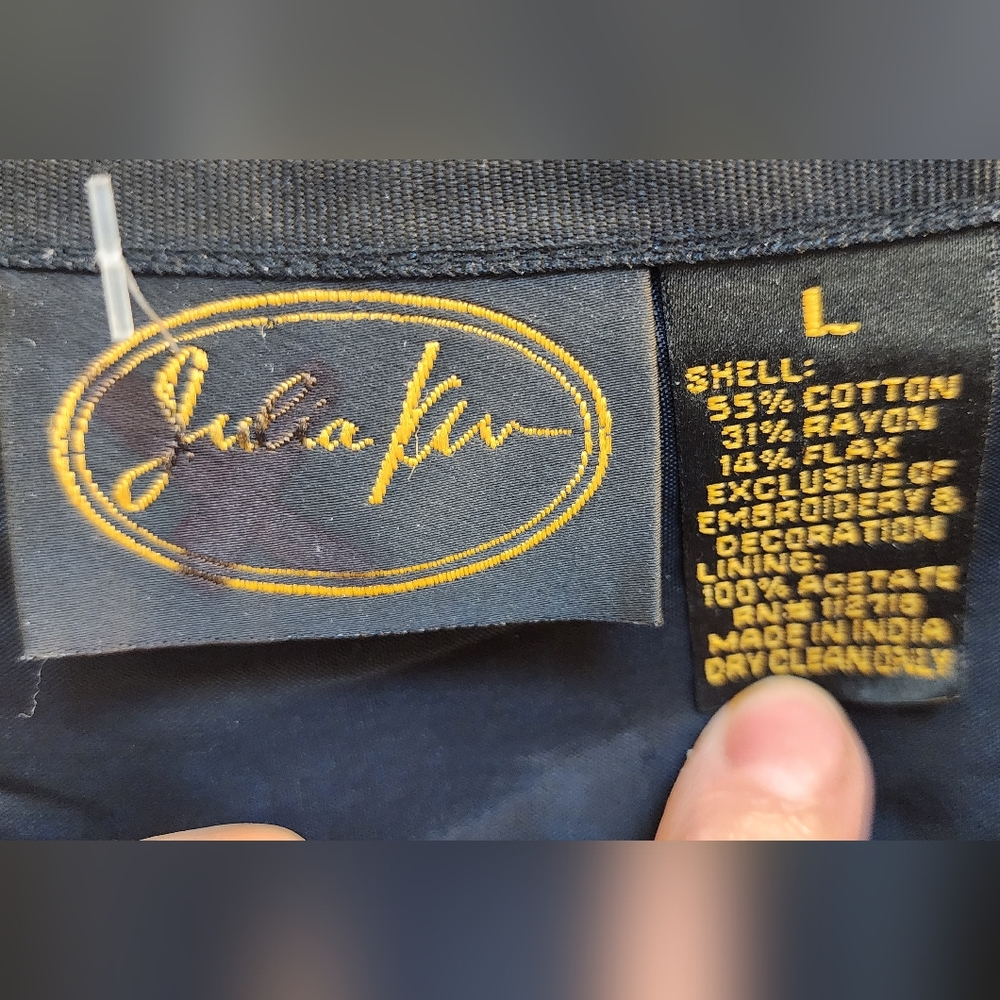 Julia
L
SHELL:
55% COTTON
31% RAYON
14% FLAX
EXCLUSIVE OF
EMBROIDERY &
DECORATION
LINING:
100% ACETATE
RN#
MADE IN INDIA
DRY CLEAN ONLY